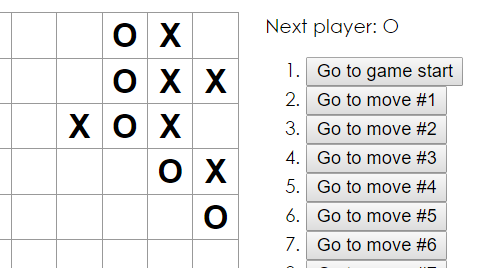 O X
O X X
X O X
O X
O
Next player: O
1. Go to game start
2. Go to move #1
3. Go to move #2
4. Go to move #3
5. Go to move #4
6. Go to move #5
7. Go to move #6